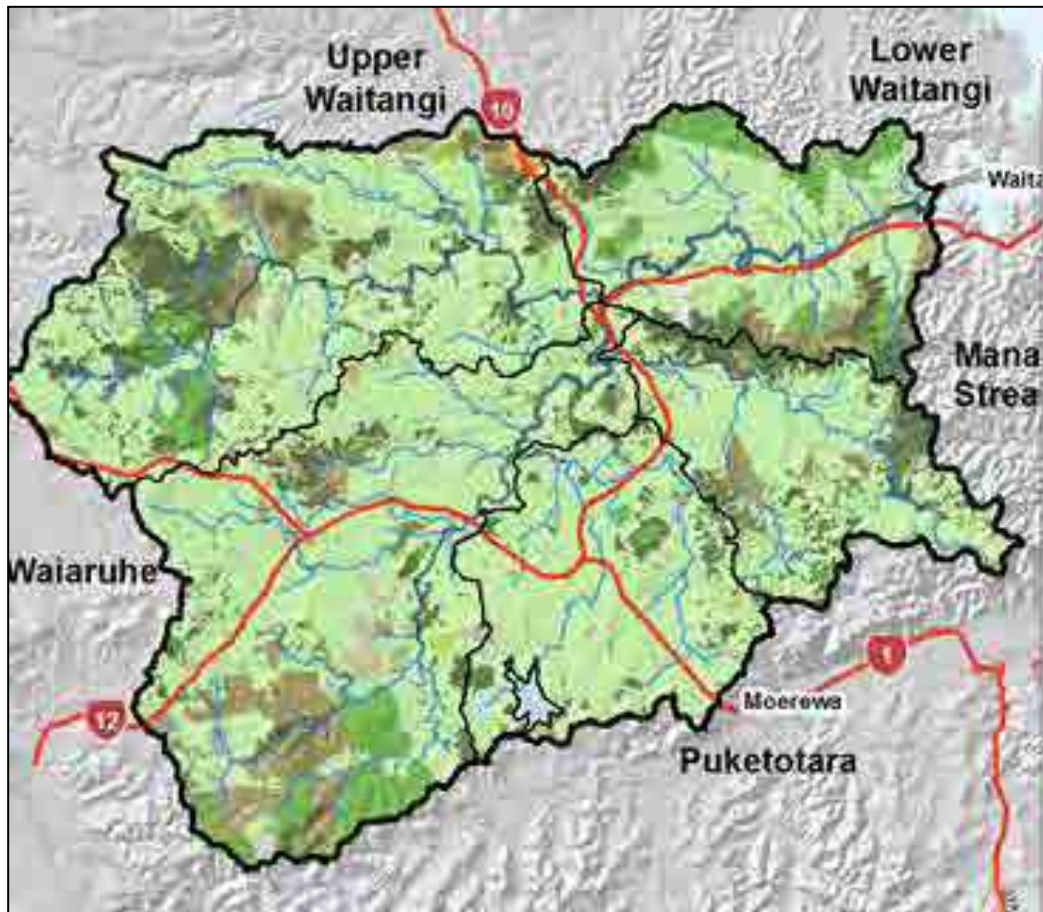 Upper
Waitangi
Lower
Waitangi
10
Waita
Mana
Strea
Waiaruhe
12
1
Moerewa
Puketotara